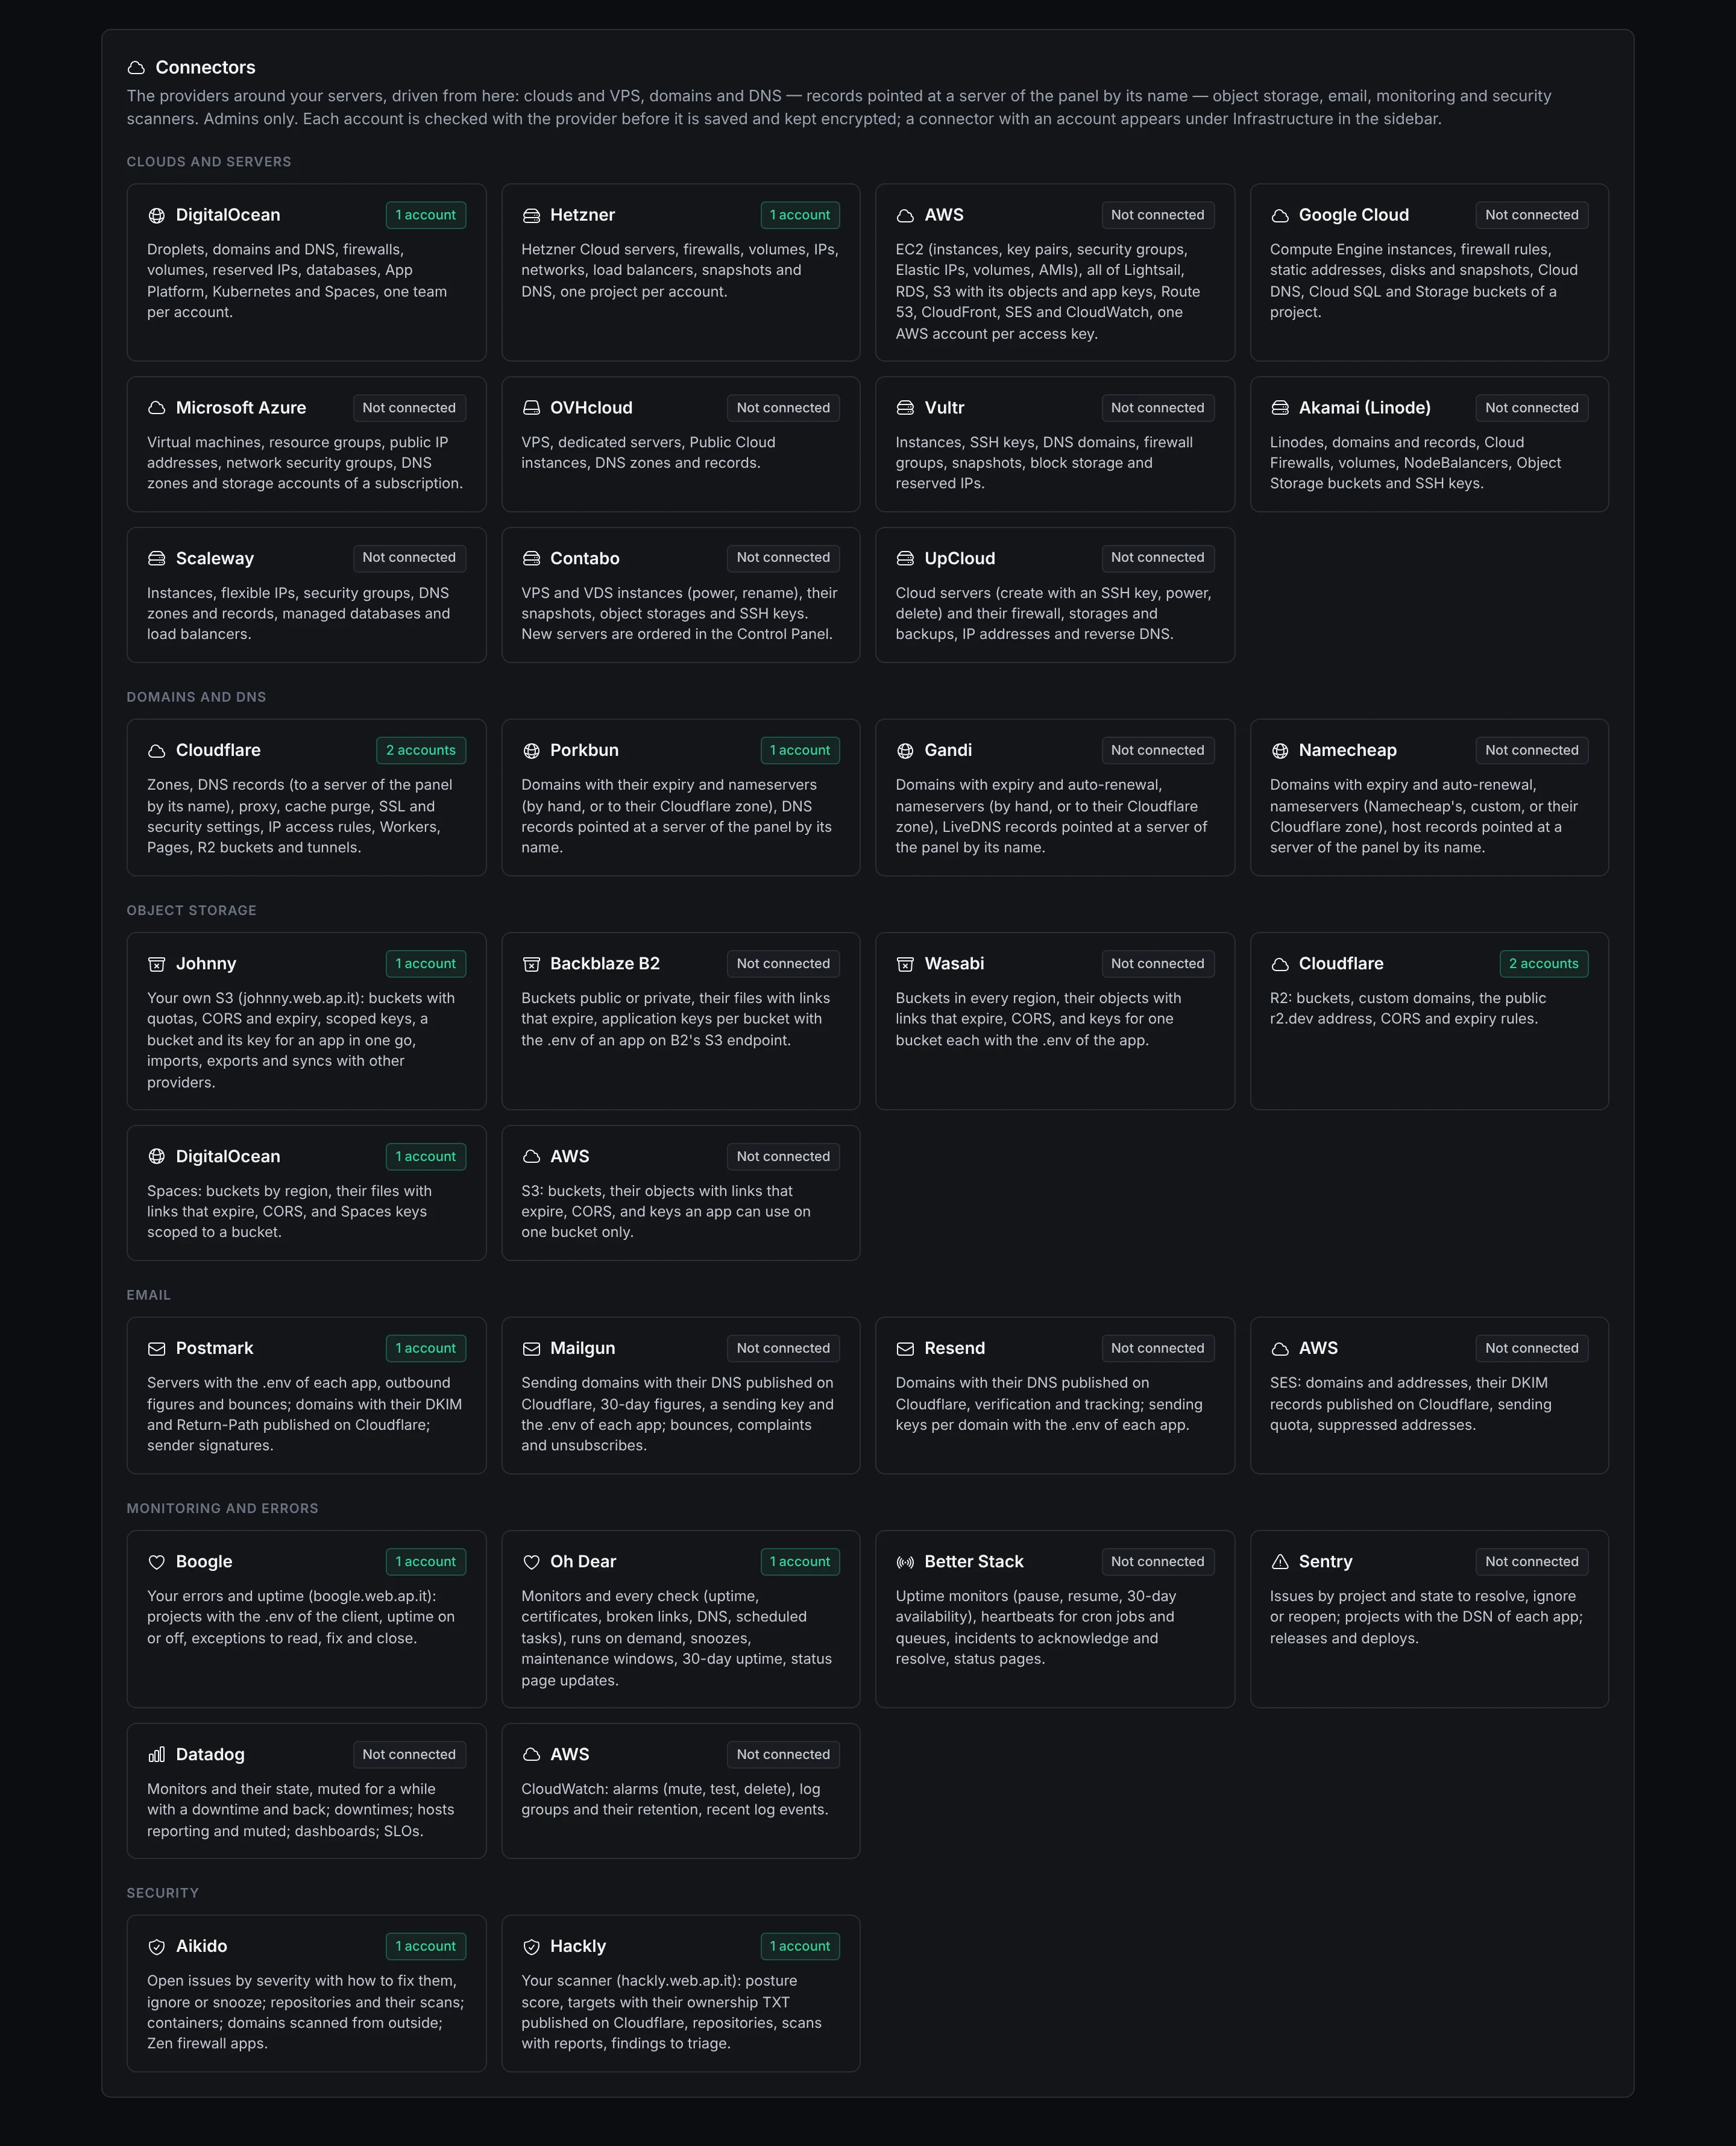 Connectors
The providers around your servers, driven from here: clouds and VPS, domains and DNS — records pointed at a server of the panel by its name — object storage, email, monitoring and security
scanners. Admins only. Each account is checked with the provider before it is saved and kept encrypted; a connector with an account appears under Infrastructure in the sidebar.
CLOUDS AND SERVERS
DigitalOcean
1 account
Droplets, domains and DNS, firewalls,
volumes, reserved IPs, databases, App
Platform, Kubernetes and Spaces, one team
per account.
Hetzner
1 account
Hetzner Cloud servers, firewalls, volumes, IPs,
networks, load balancers, snapshots and
DNS, one project per account.
AWS
Not connected
EC2 (instances, key pairs, security groups,
Elastic IPs, volumes, AMIs), all of Lightsail,
RDS, S3 with its objects and app keys, Route
53, CloudFront, SES and CloudWatch, one
AWS account per access key.
Google Cloud
Not connected
Compute Engine instances, firewall rules,
static addresses, disks and snapshots, Cloud
DNS, Cloud SQL and Storage buckets of a
project.
Microsoft Azure
Not connected
Virtual machines, resource groups, public IP
addresses, network security groups, DNS
zones and storage accounts of a subscription.
OVHcloud
Not connected
VPS, dedicated servers, Public Cloud
instances, DNS zones and records.
Vultr
Not connected
Instances, SSH keys, DNS domains, firewall
groups, snapshots, block storage and
reserved IPs.
Akamai (Linode)
Not connected
Linodes, domains and records, Cloud
Firewalls, volumes, NodeBalancers, Object
Storage buckets and SSH keys.
Scaleway
Not connected
Instances, flexible IPs, security groups, DNS
zones and records, managed databases and
load balancers.
Contabo
Not connected
VPS and VDS instances (power, rename), their
snapshots, object storages and SSH keys.
New servers are ordered in the Control Panel.
UpCloud
Not connected
Cloud servers (create with an SSH key, power,
delete) and their firewall, storages and
backups, IP addresses and reverse DNS.
DOMAINS AND DNS
Cloudflare
2 accounts
Zones, DNS records (to a server of the panel
by its name), proxy, cache purge, SSL and
security settings, IP access rules, Workers,
Pages, R2 buckets and tunnels.
Porkbun
1 account
Domains with their expiry and nameservers
(by hand, or to their Cloudflare zone), DNS
records pointed at a server of the panel by its
name.
Gandi
Not connected
Domains with expiry and auto-renewal,
nameservers (by hand, or to their Cloudflare
zone), LiveDNS records pointed at a server of
the panel by its name.
Namecheap
Not connected
Domains with expiry and auto-renewal,
nameservers (Namecheap's, custom, or their
Cloudflare zone), host records pointed at a
server of the panel by its name.
OBJECT STORAGE
Johnny
1 account
Your own S3 (johnny.web.ap.it): buckets with
quotas, CORS and expiry, scoped keys, a
bucket and its key for an app in one go,
imports, exports and syncs with other
providers.
Backblaze B2
Not connected
Buckets public or private, their files with links
that expire, application keys per bucket with
the .env of an app on B2's S3 endpoint.
Wasabi
Not connected
Buckets in every region, their objects with
links that expire, CORS, and keys for one
bucket each with the .env of the app.
Cloudflare
2 accounts
R2: buckets, custom domains, the public
r2.dev address, CORS and expiry rules.
DigitalOcean
1 account
Spaces: buckets by region, their files with
links that expire, CORS, and Spaces keys
scoped to a bucket.
AWS
Not connected
S3: buckets, their objects with links that
expire, CORS, and keys an app can use on
one bucket only.
EMAIL
Postmark
1 account
Servers with the .env of each app, outbound
figures and bounces; domains with their DKIM
and Return-Path published on Cloudflare;
sender signatures.
Mailgun
Not connected
Sending domains with their DNS published on
Cloudflare, 30-day figures, a sending key and
the .env of each app; bounces, complaints
and unsubscribes.
Resend
Not connected
Domains with their DNS published on
Cloudflare, verification and tracking; sending
keys per domain with the .env of each app.
AWS
Not connected
SES: domains and addresses, their DKIM
records published on Cloudflare, sending
quota, suppressed addresses.
MONITORING AND ERRORS
Boogle
1 account
Your errors and uptime (boogle.web.ap.it):
projects with the .env of the client, uptime on
or off, exceptions to read, fix and close.
Oh Dear
1 account
Monitors and every check (uptime,
certificates, broken links, DNS, scheduled
tasks), runs on demand, snoozes,
maintenance windows, 30-day uptime, status
page updates.
Better Stack
Not connected
Uptime monitors (pause, resume, 30-day
availability), heartbeats for cron jobs and
queues, incidents to acknowledge and
resolve, status pages.
Sentry
Not connected
Issues by project and state to resolve, ignore
or reopen; projects with the DSN of each app;
releases and deploys.
Datadog
Not connected
Monitors and their state, muted for a while
with a downtime and back; downtimes; hosts
reporting and muted; dashboards; SLOs.
AWS
Not connected
CloudWatch: alarms (mute, test, delete), log
groups and their retention, recent log events.
SECURITY
Aikido
1 account
Open issues by severity with how to fix them,
ignore or snooze; repositories and their scans;
containers; domains scanned from outside;
Zen firewall apps.
Hackly
1 account
Your scanner (hackly.web.ap.it): posture
score, targets with their ownership TXT
published on Cloudflare, repositories, scans
with reports, findings to triage.